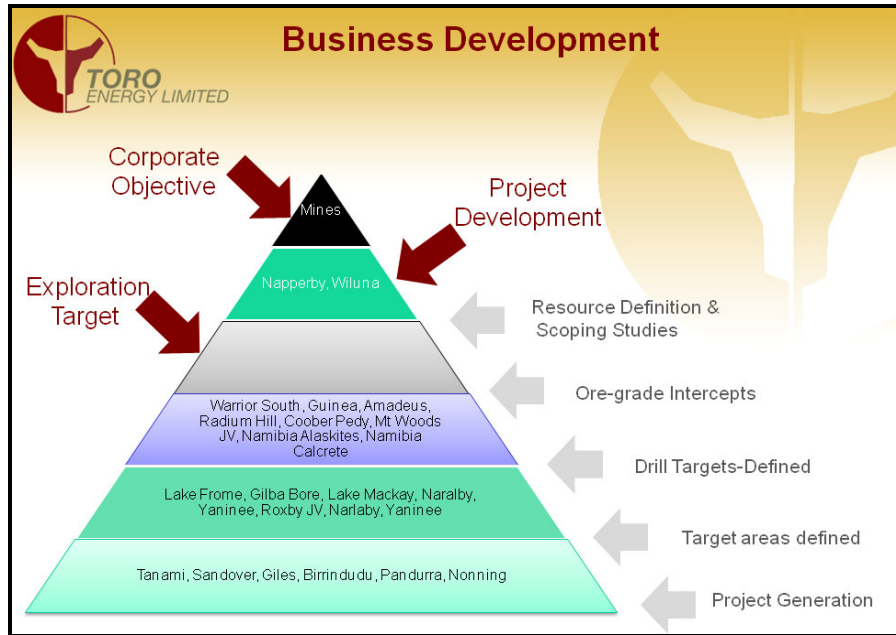 Business Development
TORO
ENERGY LIMITED
Corporate
Objective
Mines
Project
Development
Napperby, Wiluna
Exploration
Target
Resource Definition &
Scoping Studies
Ore-grade Intercepts
Warrior South, Guinea, Amadeus,
Radium Hill, Coober Pedy, Mt Woods
JV, Namibia Alaskites, Namibia
Calcrete
Drill Targets-Defined
Lake Frome, Gilba Bore, Lake Mackay, Naralby,
Yaninee, Roxby JV, Narlaby, Yaninee
Target areas defined
Tanami, Sandover, Giles, Birrindudu, Pandurra, Nonning
Project Generation